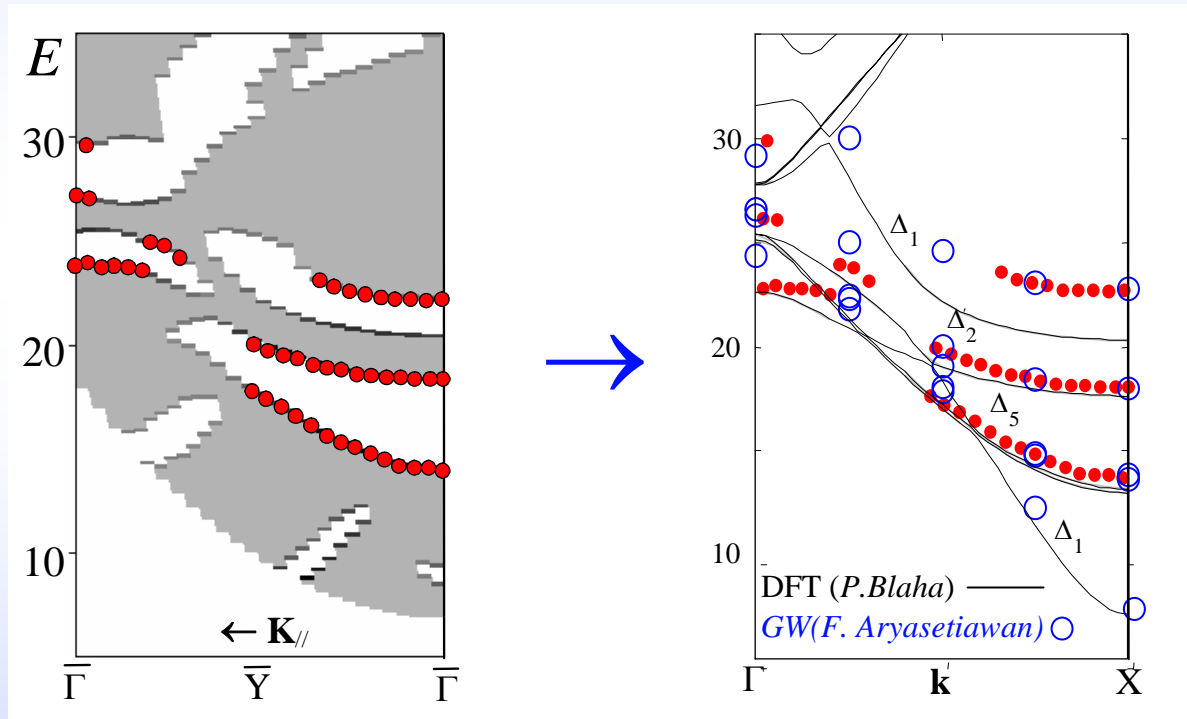 E
30
20
10
← K//
Γ̅
Y̅
Γ̅
30
20
10
Δ1
Δ2
Δ5
Δ1
DFT (P.Blaha)
GW(F. Aryasetiawan)
Γ
k
X